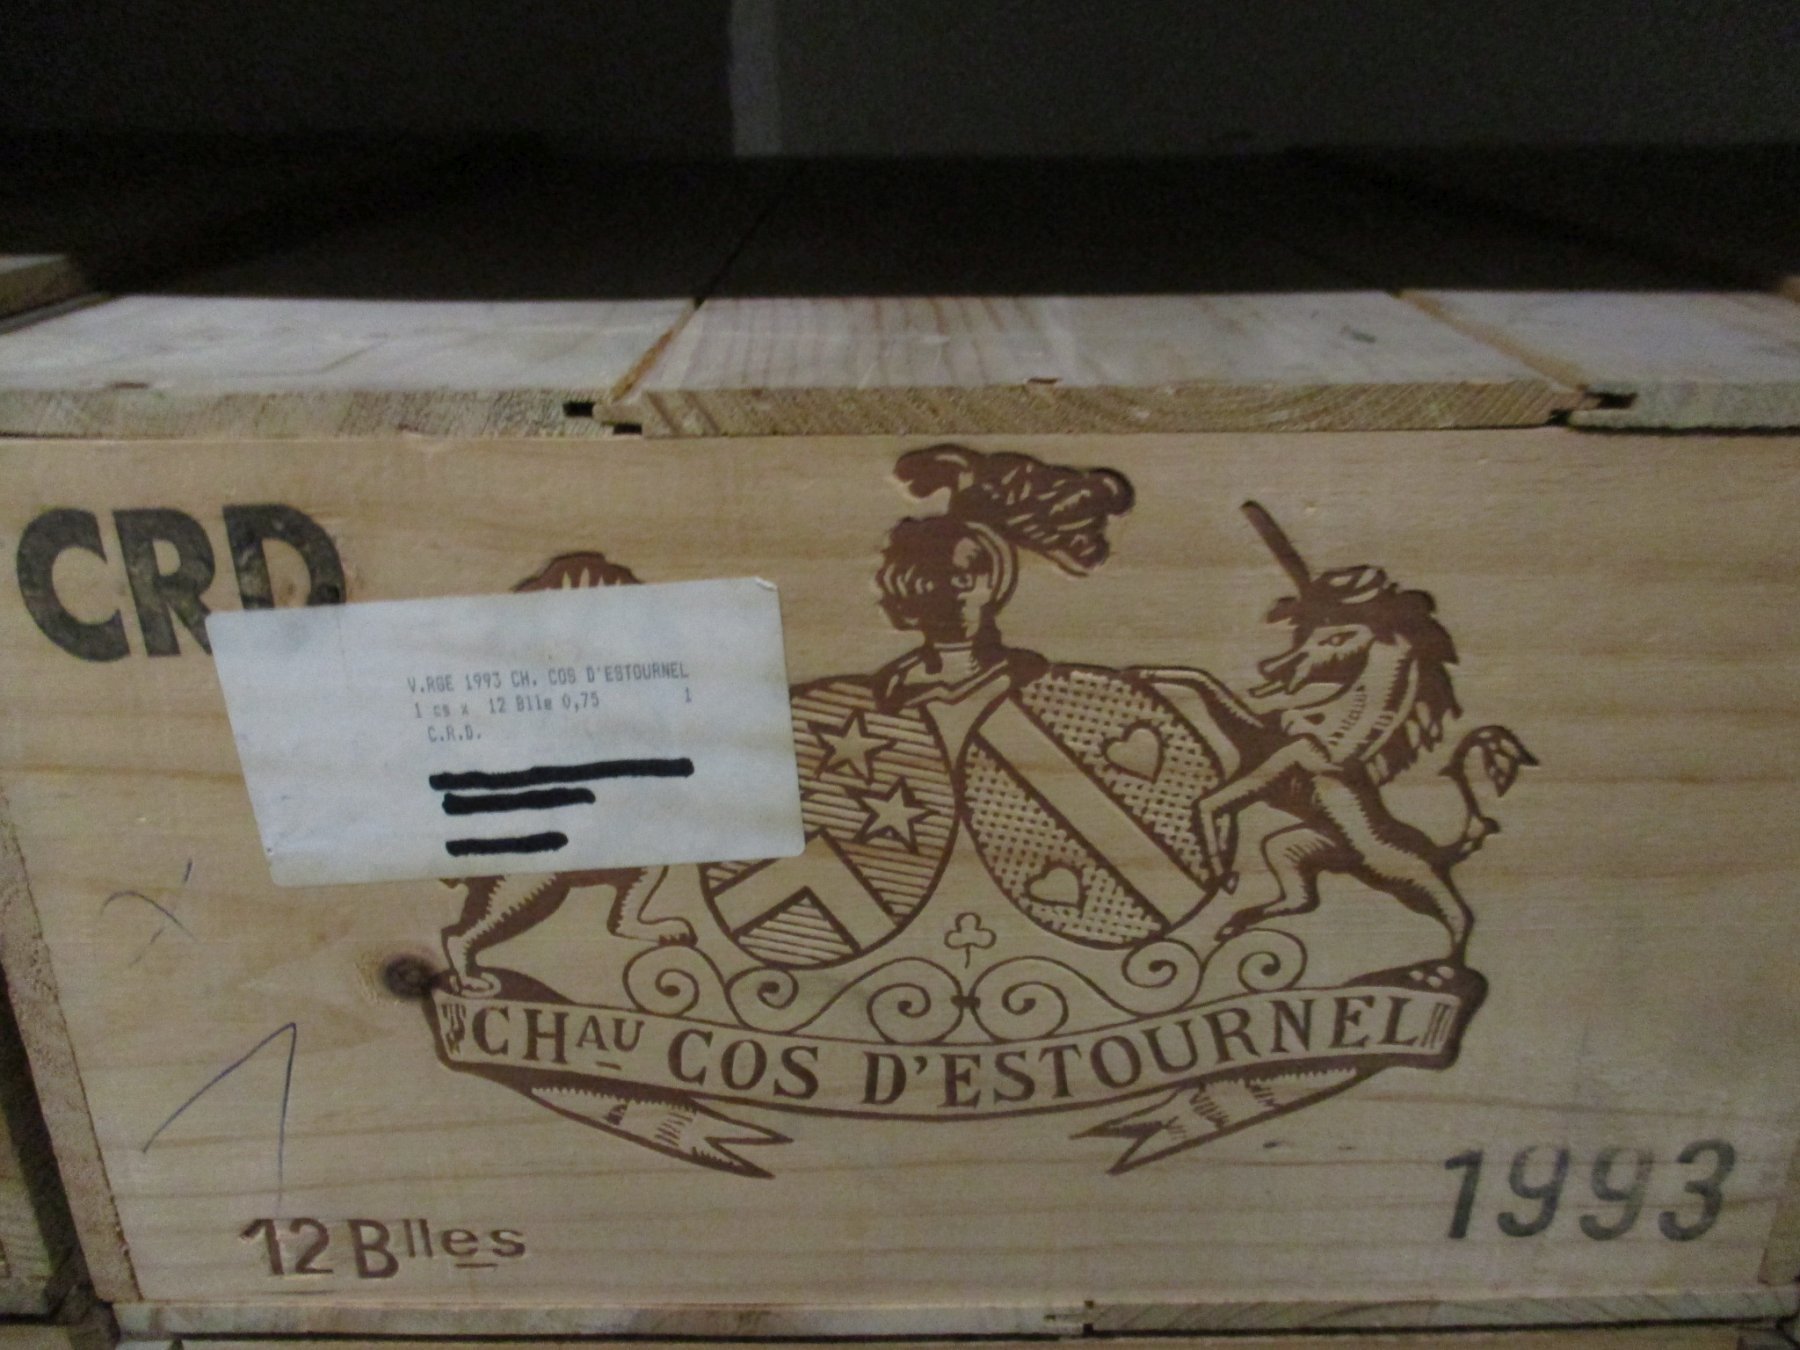 CRD
V.RGE 1993 CH. COS D'ESTOURNEL
1 cs x 12 Blle 0,75 1
C.R.D.
CHAU COS D'ESTOURNEL
1
12 Blles
1993